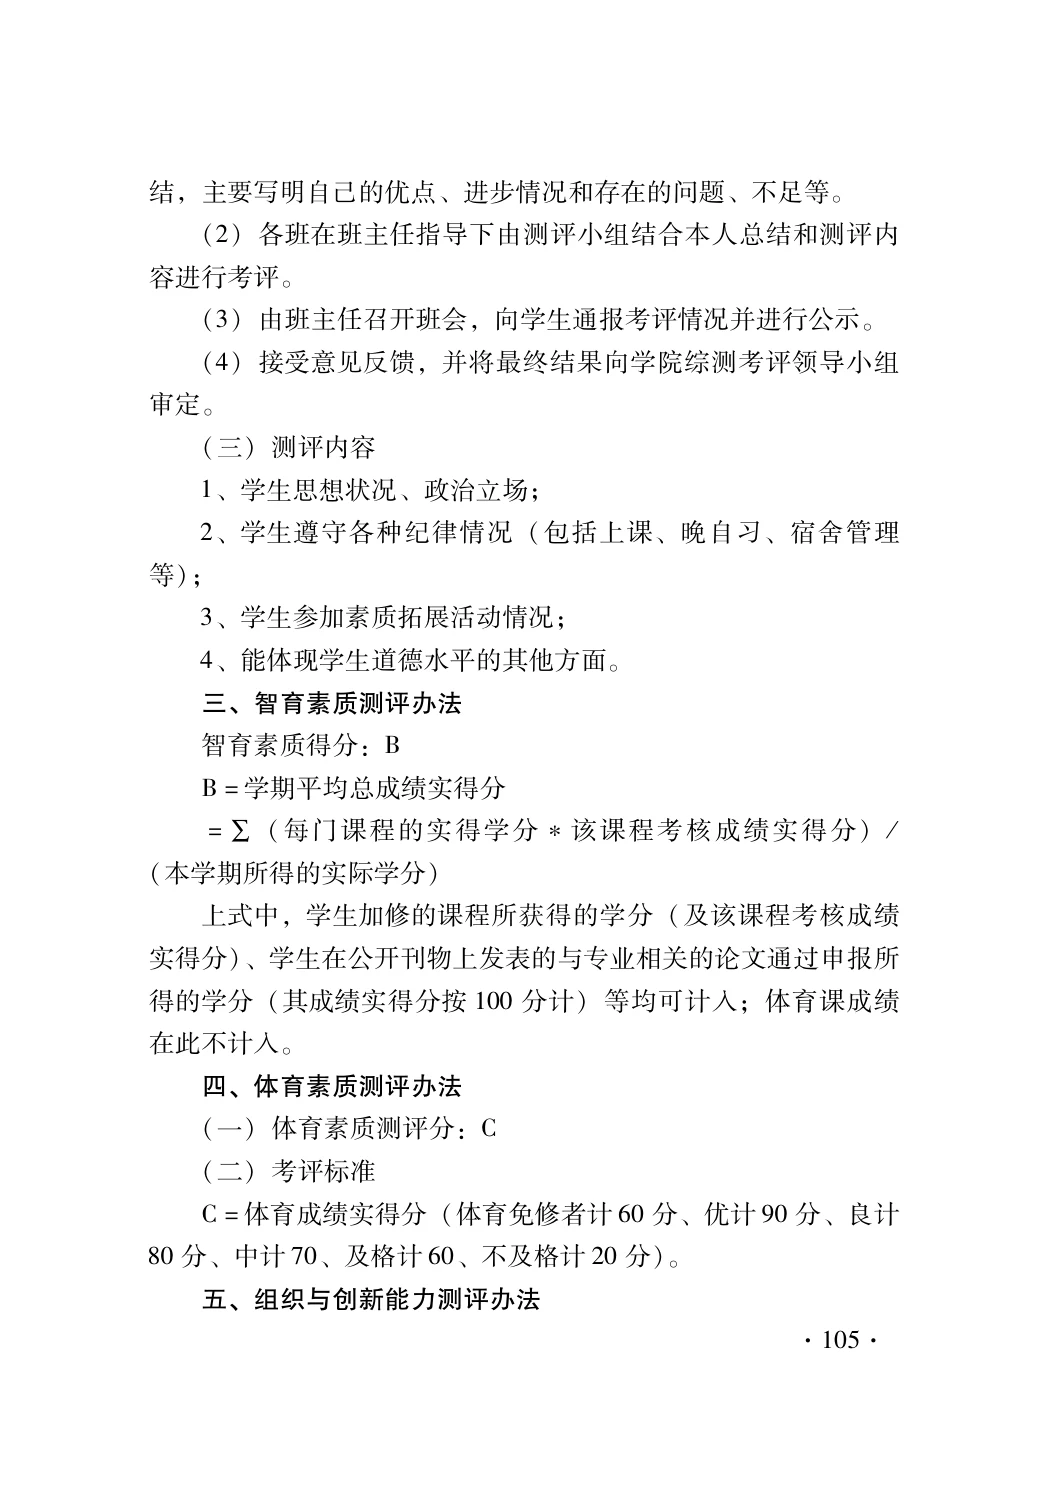 结，主要写明自己的优点、进步情况和存在的问题、不足等。
（2）各班在班主任指导下由测评小组结合本人总结和测评内
容进行考评。
（3）由班主任召开班会，向学生通报考评情况并进行公示。
（4）接受意见反馈，并将最终结果向学院综测考评领导小组
审定。
（三）测评内容
1、学生思想状况、政治立场；
2、学生遵守各种纪律情况（包括上课、晚自习、宿舍管理
等）；
3、学生参加素质拓展活动情况；
4、能体现学生道德水平的其他方面。
三、智育素质测评办法
智育素质得分：B
B＝学期平均总成绩实得分
＝∑（每门课程的实得学分＊该课程考核成绩实得分）/
（本学期所得的实际学分）
上式中，学生加修的课程所获得的学分（及该课程考核成绩
实得分）、学生在公开刊物上发表的与专业相关的论文通过申报所
得的学分（其成绩实得分按 100 分计）等均可计入；体育课成绩
在此不计入。
四、体育素质测评办法
（一）体育素质测评分：C
（二）考评标准
C＝体育成绩实得分（体育免修者计 60 分、优计 90 分、良计
80 分、中计 70、及格计 60、不及格计 20 分）。
五、组织与创新能力测评办法
·105·